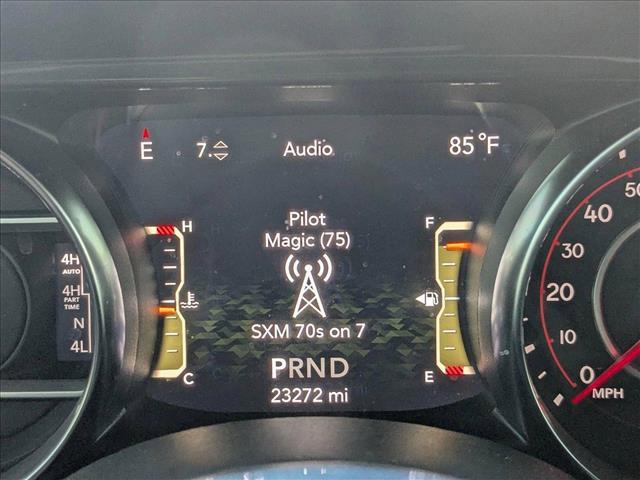 E
7.
Audio
85°F
H
Pilot
Magic (75)
F
4H
AUTO
4H
PART
TIME
N
4L
SXM 70s on 7
C
PRND
E
23272 mi
50
40
30
20
10
0
MPH